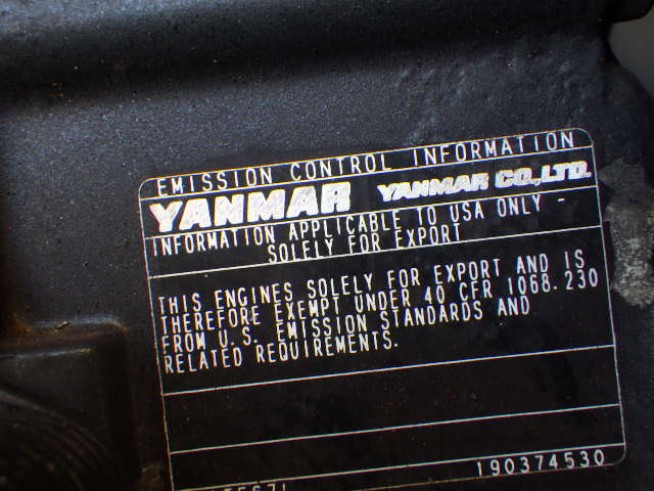 EMISSION CONTROL INFORMATION
YANMAR YANMAR CO.,LTD.
INFORMATION APPLICABLE TO USA ONLY -
SOLELY FOR EXPORT
THIS ENGINES SOLELY FOR EXPORT AND IS
THEREFORE EXEMPT UNDER 40 CFR 1068.230
FROM U.S. EMISSION STANDARDS AND
RELATED REQUIREMENTS.
190374530